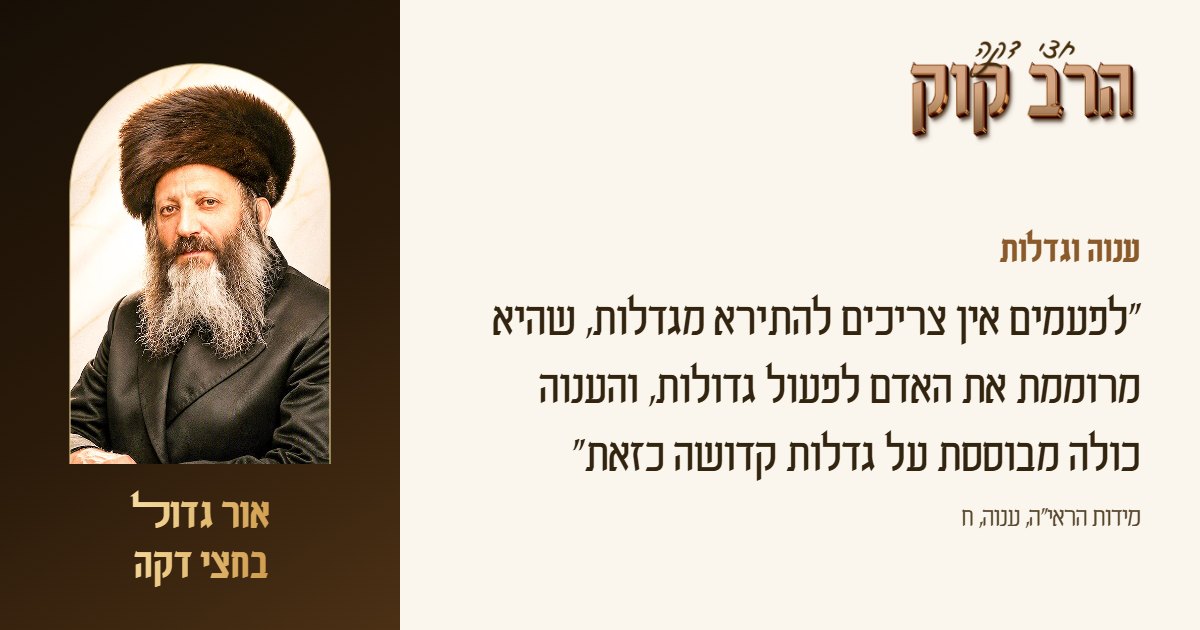 חצי דקה
הרב קוק
ענוה וגדלות
"לפעמים אין צריכים להתירא מגדלות, שהיא
מרוממת את האדם לפעול גדולות, והענוה
כולה מבוססת על גדלות קדושה כזאת"
מידות הראי"ה, ענוה, ח
אור גדול
בחצי דקה